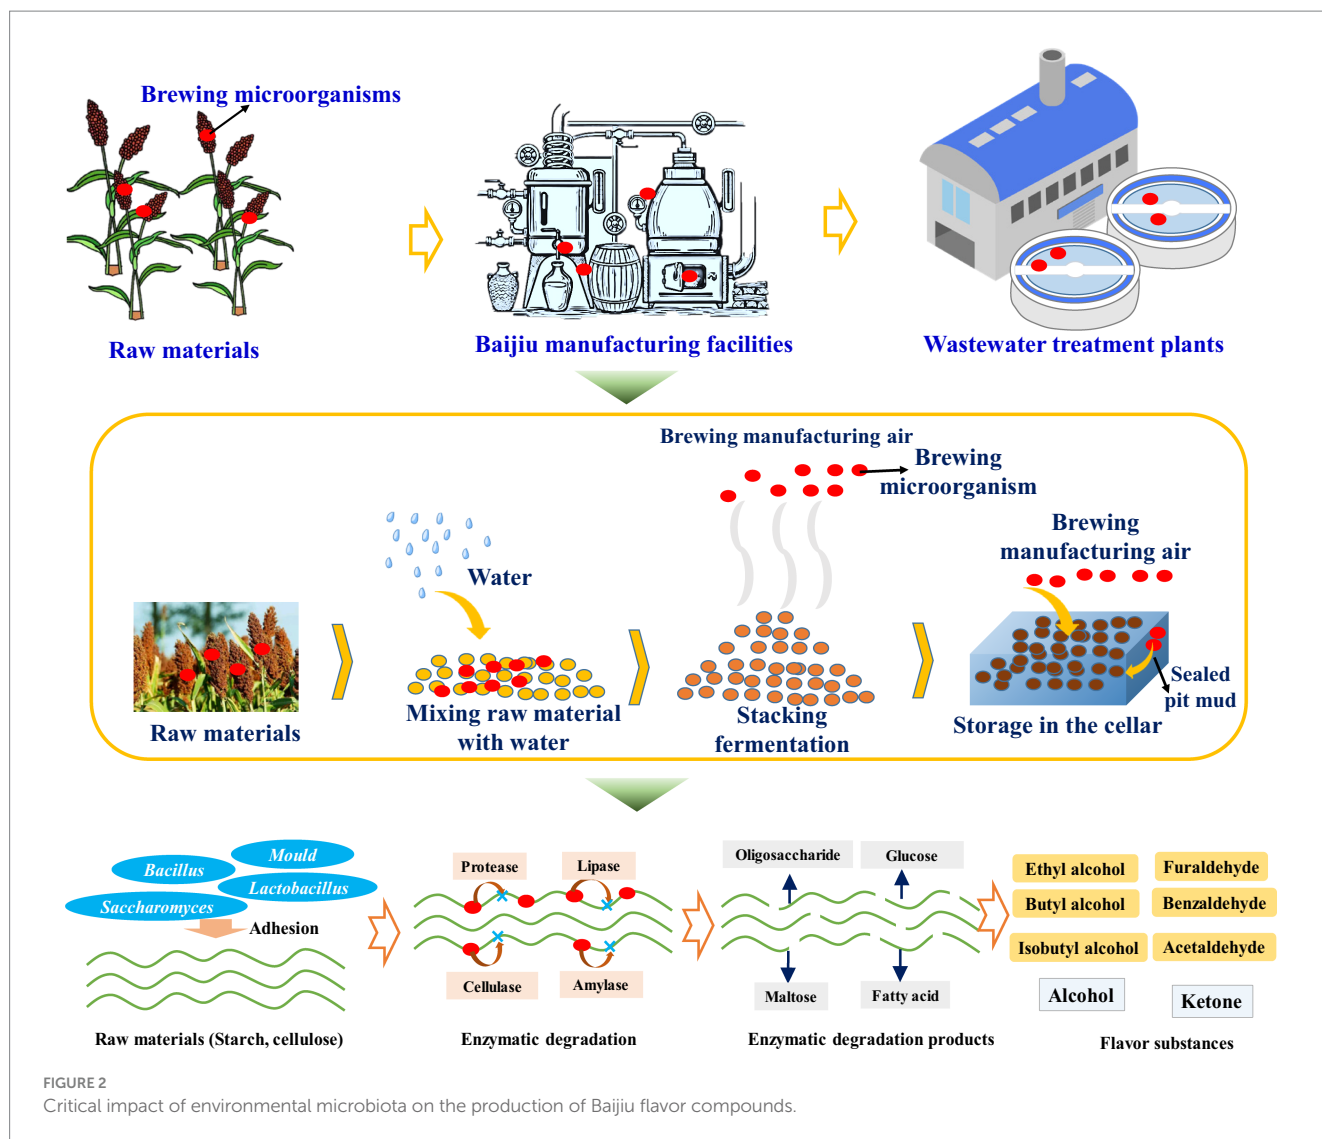 Brewing microorganisms
Raw materials
Baijiu manufacturing facilities
Wastewater treatment plants
Brewing manufacturing air
Brewing
microorganism
Brewing
manufacturing air
Water
Sealed
pit mud
Raw materials
Mixing raw material
with water
Stacking
fermentation
Storage in the cellar
Mould
Bacillus
Lactobacillus
Saccharomyces
Adhesion
Raw materials (Starch, cellulose)
Protease
Lipase
Cellulase
Amylase
Enzymatic degradation
Oligosaccharide
Glucose
Maltose
Fatty acid
Enzymatic degradation products
Ethyl alcohol
Furaldehyde
Butyl alcohol
Benzaldehyde
Isobutyl alcohol
Acetaldehyde
Alcohol
Ketone
Flavor substances
FIGURE 2
Critical impact of environmental microbiota on the production of Baijiu flavor compounds.